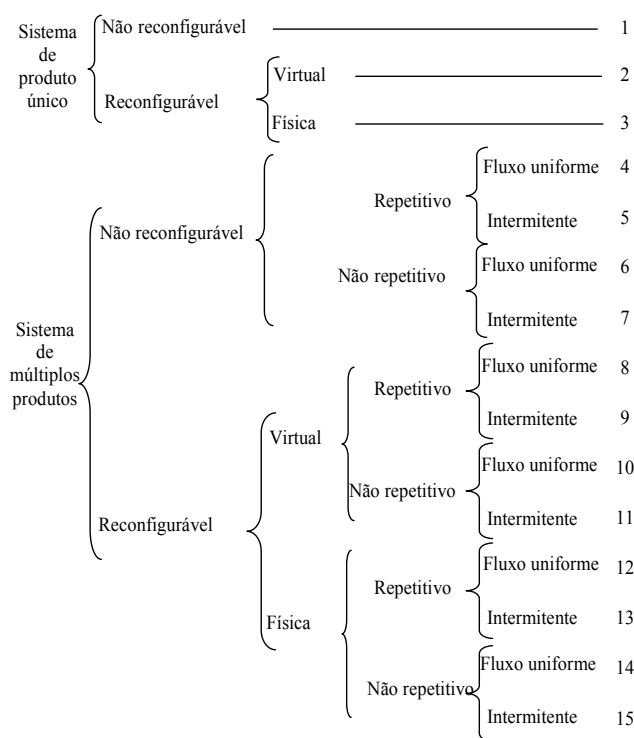 Sistema
de
produto
único
Não reconfigurável
1
Reconfigurável
Virtual
2
Física
3
Sistema
de
múltiplos
produtos
Não reconfigurável
Repetitivo
Fluxo uniforme
4
Intermitente
5
Não repetitivo
Fluxo uniforme
6
Intermitente
7
Reconfigurável
Virtual
Repetitivo
Fluxo uniforme
8
Intermitente
9
Não repetitivo
Fluxo uniforme
10
Intermitente
11
Física
Repetitivo
Fluxo uniforme
12
Intermitente
13
Não repetitivo
Fluxo uniforme
14
Intermitente
15